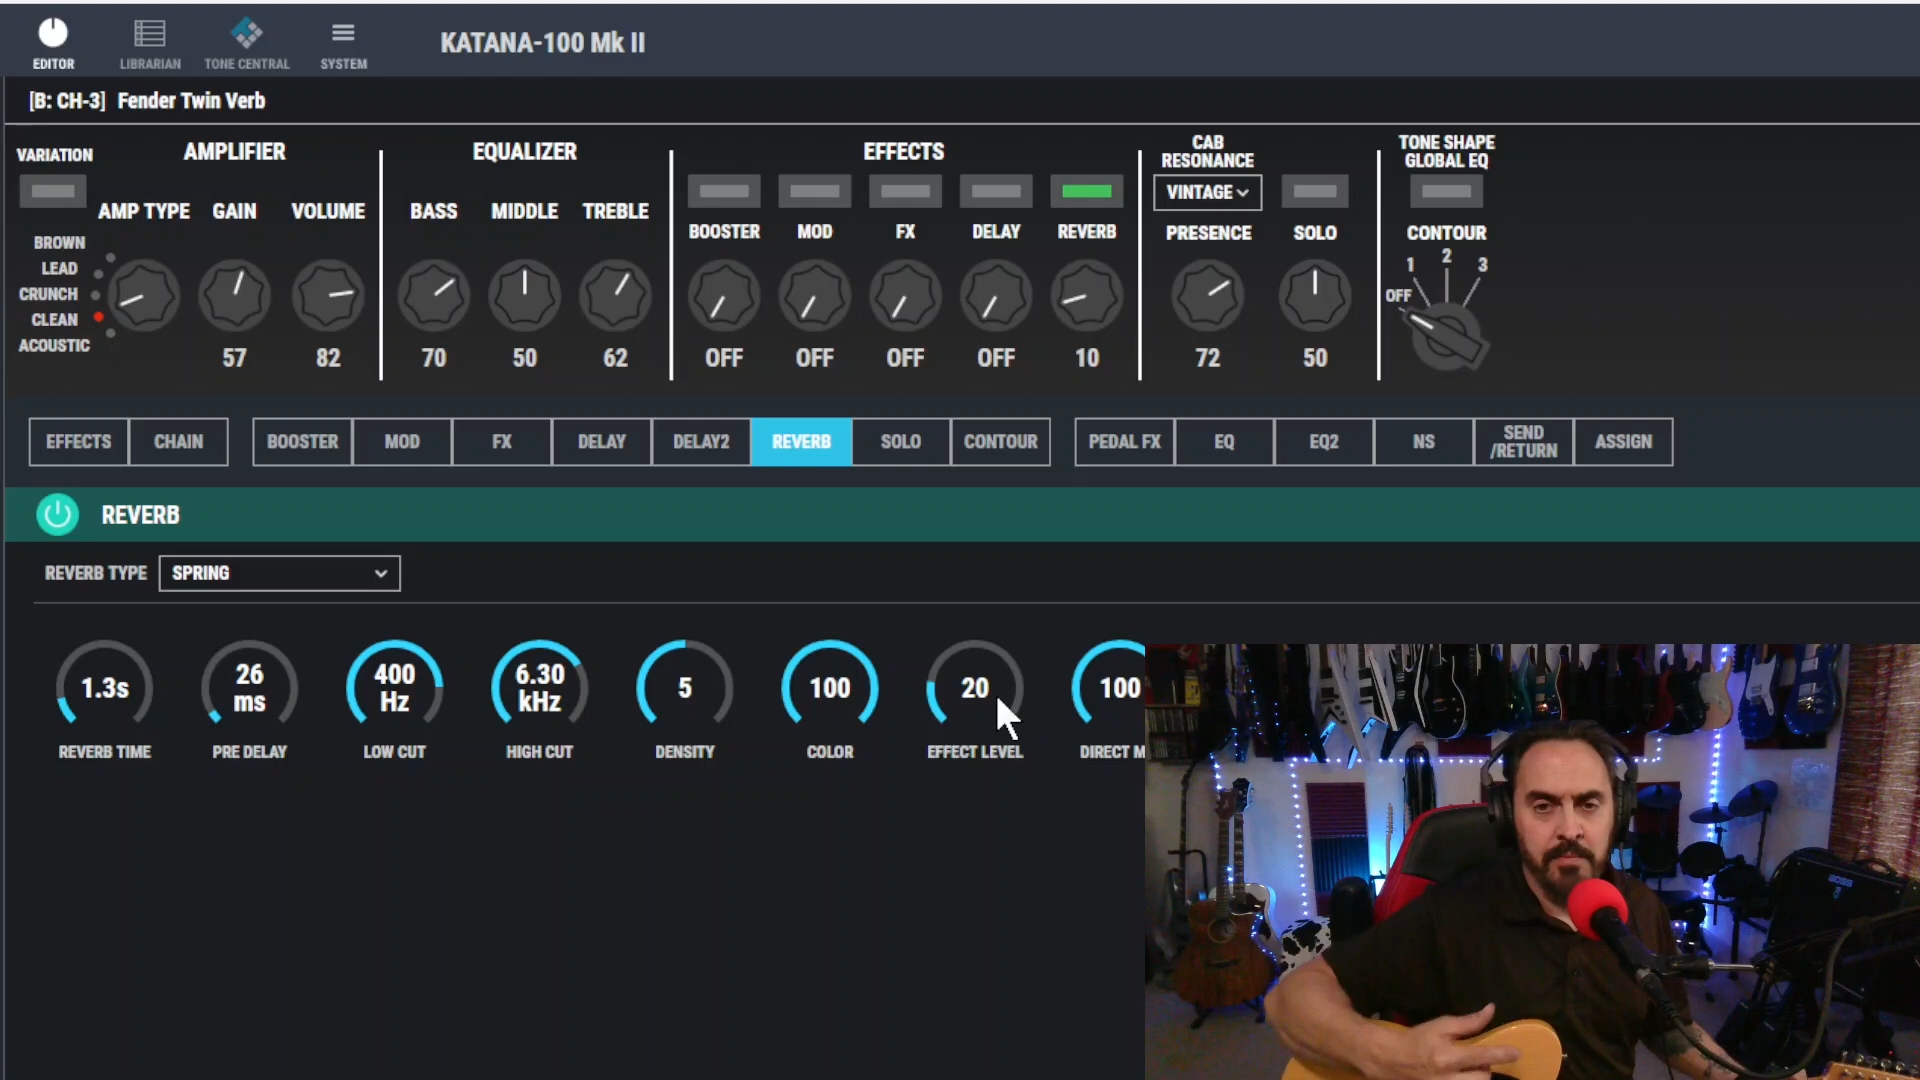 EDITOR LIBRARIAN TONE CENTRAL SYSTEM KATANA-100 Mk II
[B: CH-3] Fender Twin Verb
VARIATION
AMPLIFIER
AMP TYPE GAIN VOLUME
BROWN
LEAD
CRUNCH
CLEAN
ACOUSTIC
57 82
EQUALIZER
BASS MIDDLE TREBLE
70 50 62
EFFECTS
BOOSTER MOD FX DELAY REVERB
OFF OFF OFF OFF 10
CAB
RESONANCE
VINTAGE
PRESENCE SOLO
72 50
TONE SHAPE
GLOBAL EQ
CONTOUR
OFF 1 2 3
EFFECTS CHAIN BOOSTER MOD FX DELAY DELAY2 REVERB SOLO CONTOUR PEDAL FX EQ EQ2 NS SEND /RETURN ASSIGN
REVERB
REVERB TYPE SPRING
1.3s 26 ms 400 Hz 6.30 kHz 5 100 20 100
REVERB TIME PRE DELAY LOW CUT HIGH CUT DENSITY COLOR EFFECT LEVEL DIRECT M
BOSS